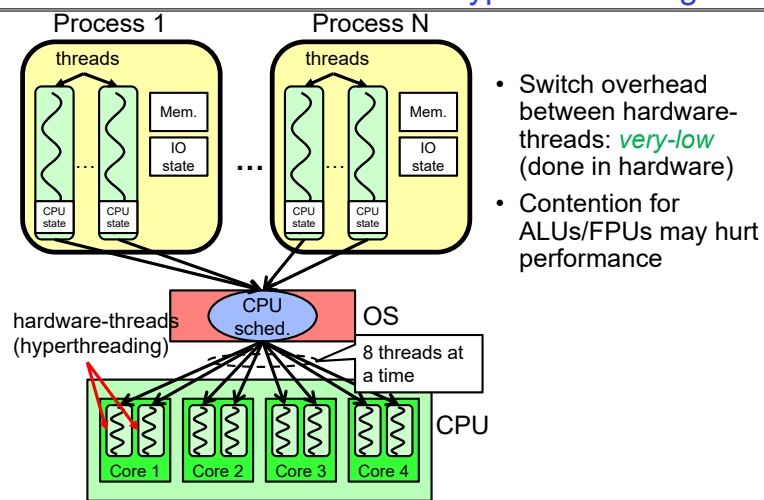 Process 1
Process N
threads
threads
Mem.
Mem.
IO
state
IO
state
...
...
...
CPU
state
CPU
state
CPU
state
CPU
state
• Switch overhead
between hardware-
threads: very-low
(done in hardware)
• Contention for
ALUs/FPUs may hurt
performance
CPU
sched.
OS
hardware-threads
(hyperthreading)
8 threads at
a time
CPU
Core 1
Core 2
Core 3
Core 4